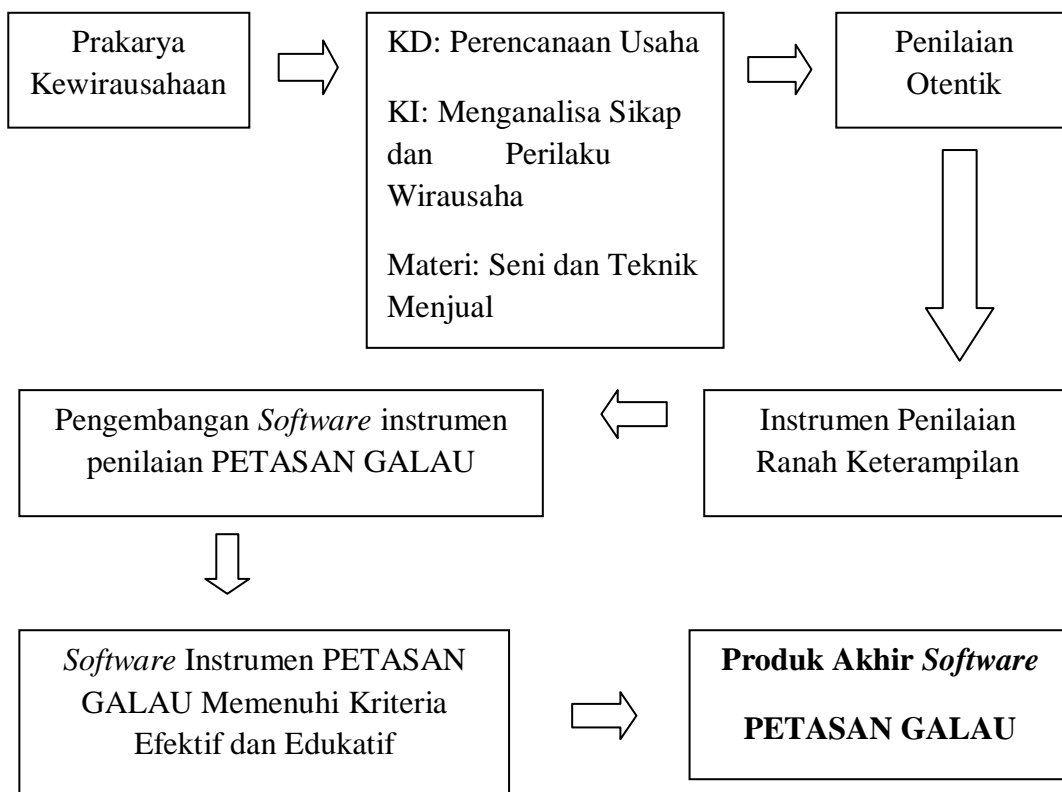 Prakarya
Kewirausahaan
KD: Perencanaan Usaha
KI: Menganalisa Sikap
dan Perilaku
Wirausaha
Materi: Seni dan Teknik
Menjual
Penilaian
Otentik
Instrumen Penilaian
Ranah Keterampilan
Pengembangan Software instrumen
penilaian PETASAN GALAU
Software Instrumen PETASAN
GALAU Memenuhi Kriteria
Efektif dan Edukatif
Produk Akhir Software
PETASAN GALAU